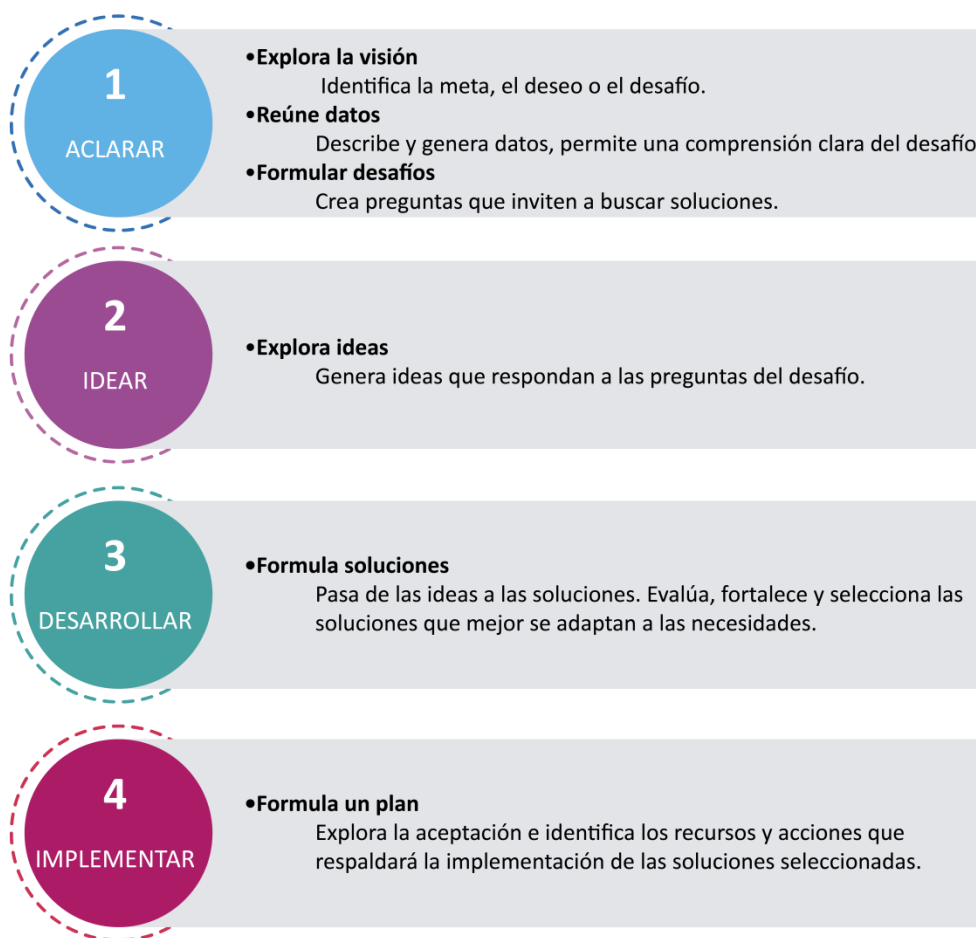 1
ACLARAR
•Explora la visión
Identifica la meta, el deseo o el desafío.
•Reúne datos
Describe y genera datos, permite una comprensión clara del desafío
•Formular desafíos
Crea preguntas que inviten a buscar soluciones.
2
IDEAR
•Explora ideas
Genera ideas que respondan a las preguntas del desafío.
3
DESARROLLAR
•Formula soluciones
Pasa de las ideas a las soluciones. Evalúa, fortalece y selecciona las
soluciones que mejor se adaptan a las necesidades.
4
IMPLEMENTAR
•Formula un plan
Explora la aceptación e identifica los recursos y acciones que
respaldará la implementación de las soluciones seleccionadas.